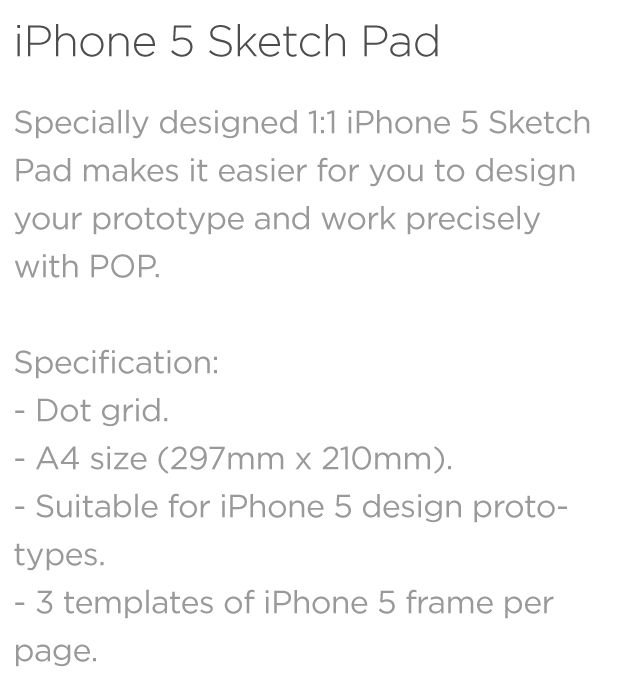 iPhone 5 Sketch Pad
Specially designed 1:1 iPhone 5 Sketch
Pad makes it easier for you to design
your prototype and work precisely
with POP.
Specification:
- Dot grid.
- A4 size (297mm x 210mm).
- Suitable for iPhone 5 design proto-
types.
- 3 templates of iPhone 5 frame per
page.